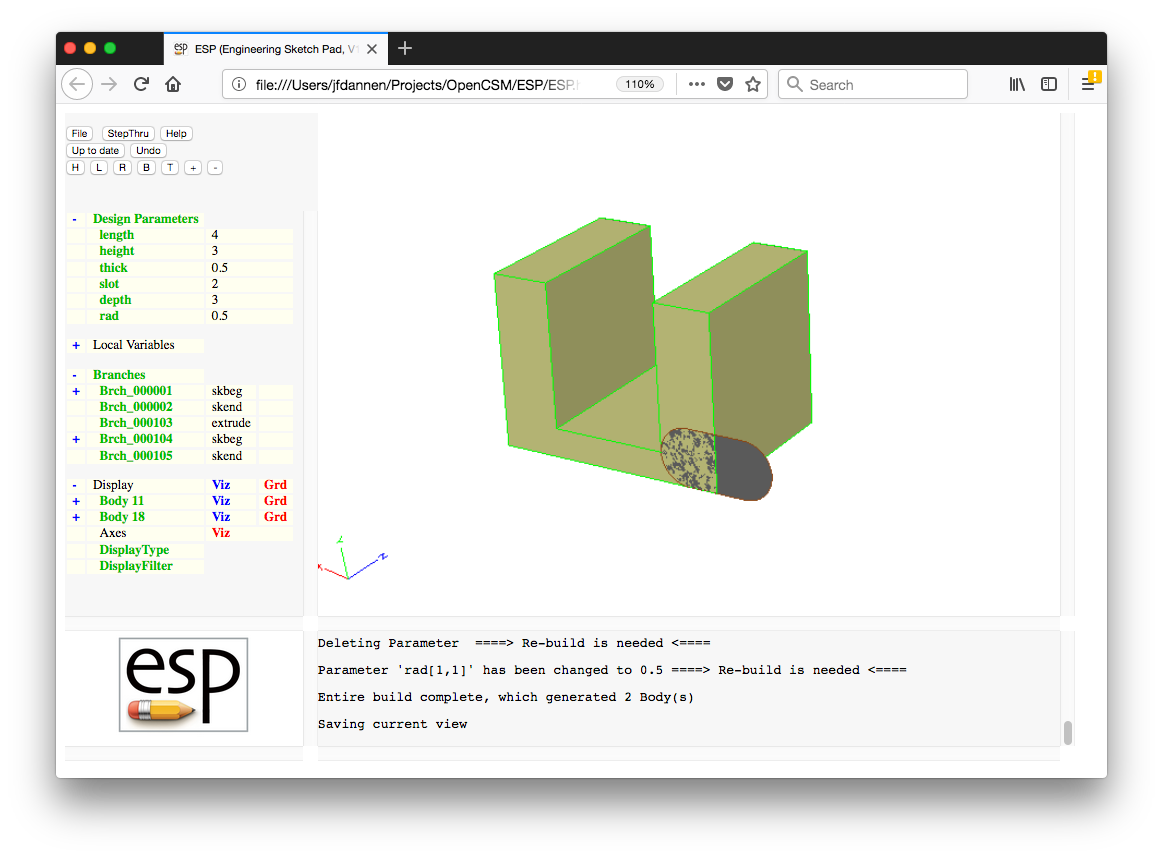 esp ESP (Engineering Sketch Pad, V1
file:///Users/jfdannen/Projects/OpenCSM/ESP/ESP.h 110% Search
File StepThru Help
Up to date Undo
H L R B T + -
- Design Parameters
length 4
height 3
thick 0.5
slot 2
depth 3
rad 0.5
+ Local Variables
- Branches
+ Brch_000001 skbeg
Brch_000002 skend
Brch_000103 extrude
+ Brch_000104 skbeg
Brch_000105 skend
- Display Viz Grd
+ Body 11 Viz Grd
+ Body 18 Viz Grd
Axes Viz
DisplayType
DisplayFilter
Y
Z
X
esp
Deleting Parameter ====> Re-build is needed <====
Parameter 'rad[1,1]' has been changed to 0.5 ====> Re-build is needed <====
Entire build complete, which generated 2 Body(s)
Saving current view